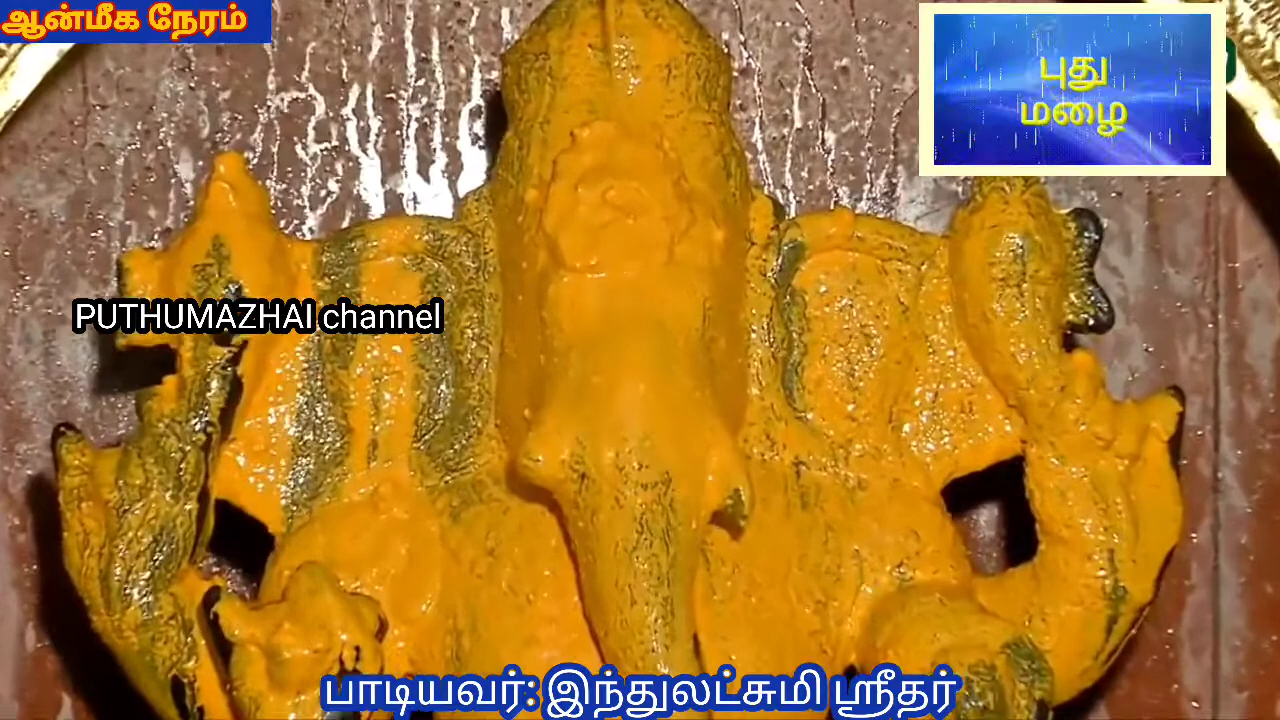 ஆன்மீக நேரம்
புது
மழை
PUTHUMAZHAI channel
பாடியவர்: இந்துலட்சுமி ஸ்ரீதர்